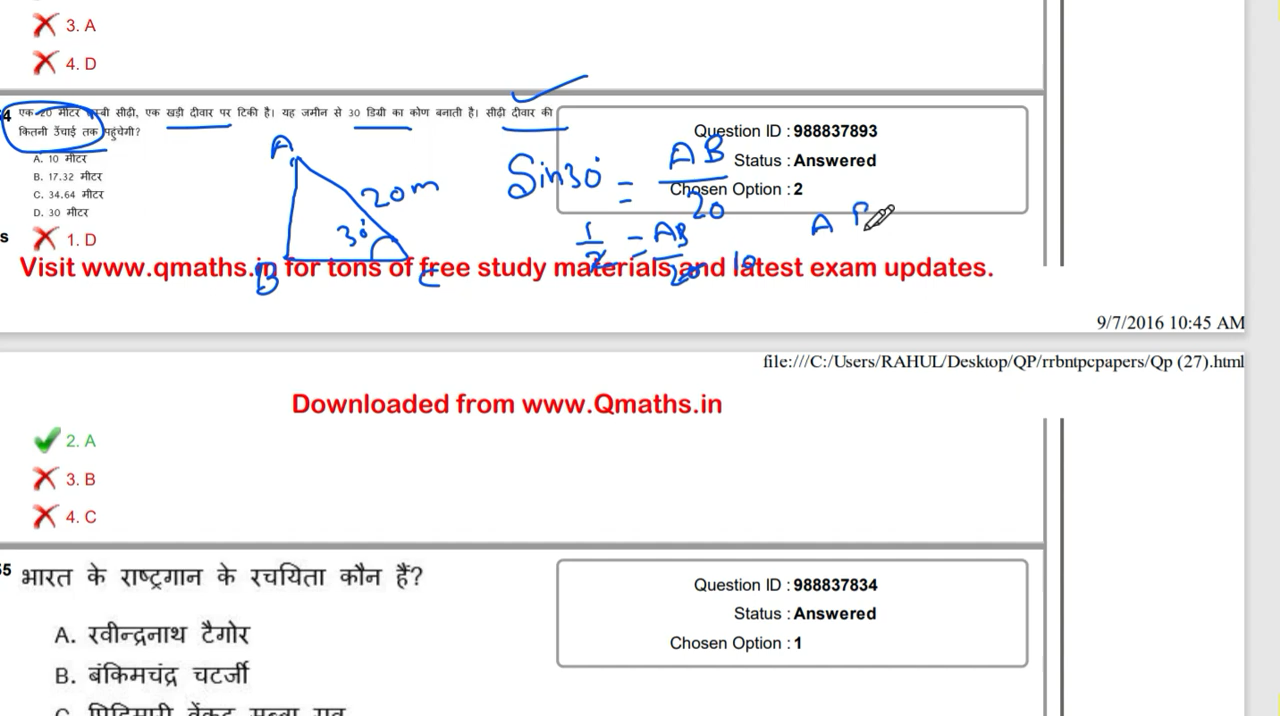 3. A
4. D
4 एक 20 मीटर लम्बी सीढ़ी, एक खड़ी दीवार पर टिकी है। यह जमीन से 30 डिग्री का कोण बनाती है। सीढ़ी दीवार की
कितनी उँचाई तक पहुंचेगी?
A. 10 मीटर
B. 17.32 मीटर
C. 34.64 मीटर
D. 30 मीटर
Question ID : 988837893
Status : Answered
Chosen Option : 2
A
20m
30°
B
C
Sin30° = AB
20
1 = AB
2 20 10
A B
s 1. D
Visit www.qmaths.in for tons of free study materials and latest exam updates.
9/7/2016 10:45 AM
file:///C:/Users/RAHUL/Desktop/QP/rrbntpcpapers/Qp (27).html
Downloaded from www.Qmaths.in
2. A
3. B
4. C
55 भारत के राष्ट्रगान के रचयिता कौन हैं?
A. रवीन्द्रनाथ टैगोर
B. बंकिमचंद्र चटर्जी
Question ID : 988837834
Status : Answered
Chosen Option : 1